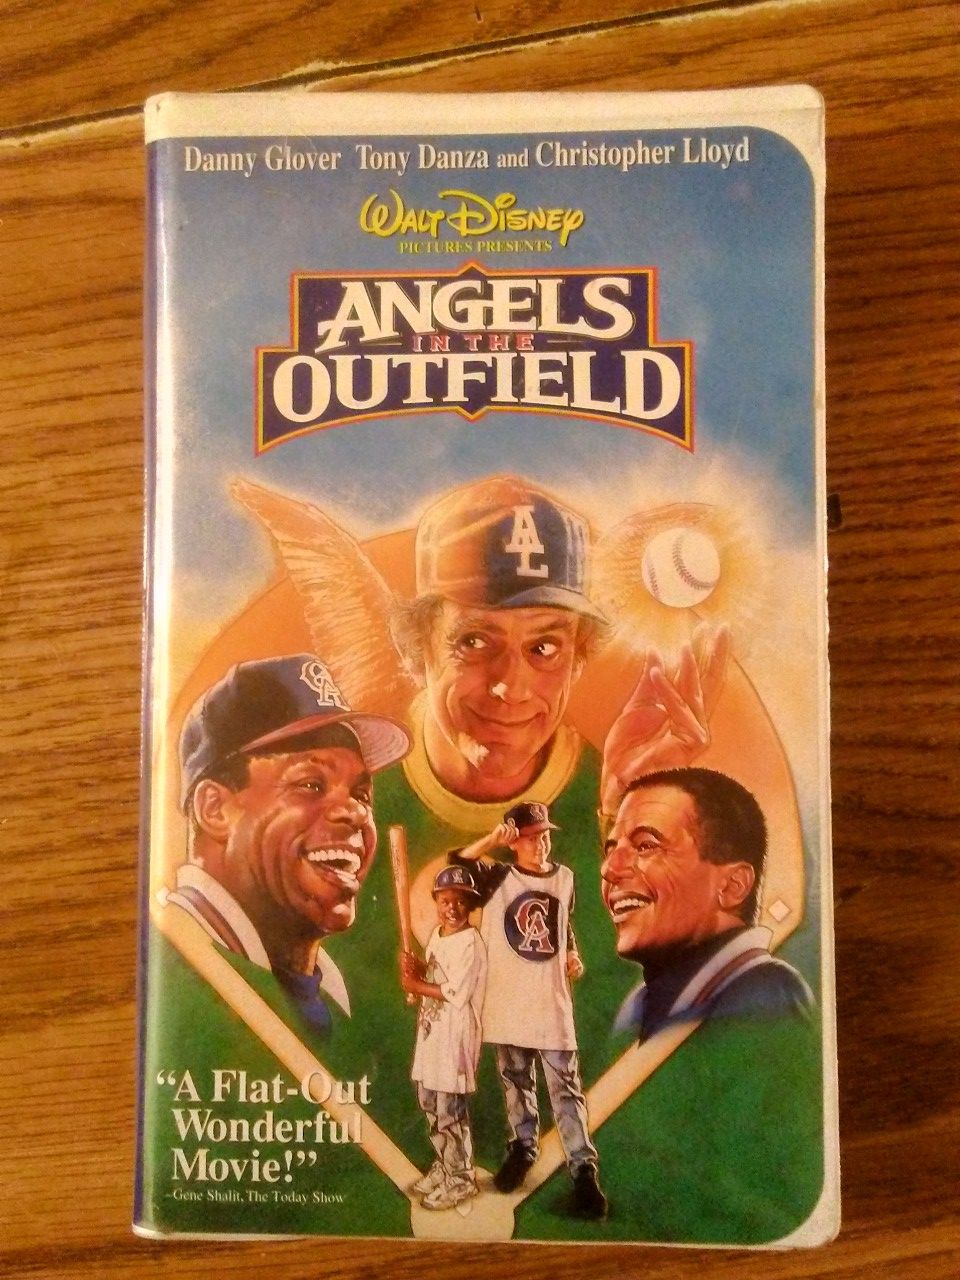 Danny Glover Tony Danza and Christopher Lloyd
WALT DISNEY
PICTURES PRESENTS
ANGELS
IN THE
OUTFIELD
AL
CA
CA
"A Flat-Out
Wonderful
Movie!"
-Gene Shalit, The Today Show